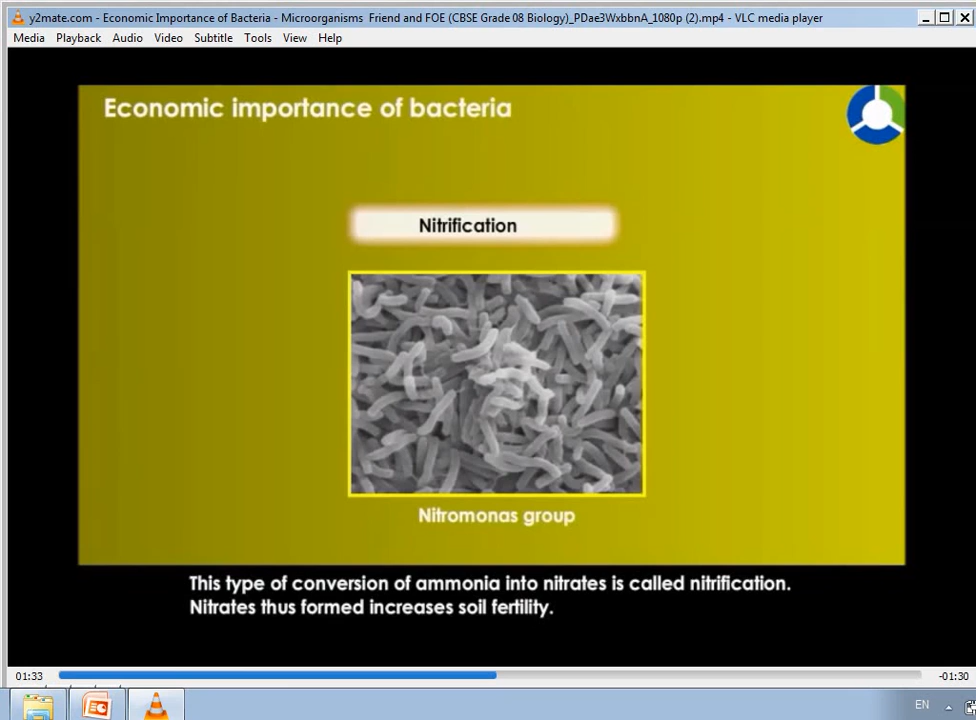 y2mate.com - Economic Importance of Bacteria - Microorganisms Friend and FOE (CBSE Grade 08 Biology)_PDae3WxbbnA_1080p (2).mp4 - VLC media player
Media Playback Audio Video Subtitle Tools View Help
Economic importance of bacteria
Nitrification
Nitromonas group
This type of conversion of ammonia into nitrates is called nitrification.
Nitrates thus formed increases soil fertility.
01:33 -01:30
EN